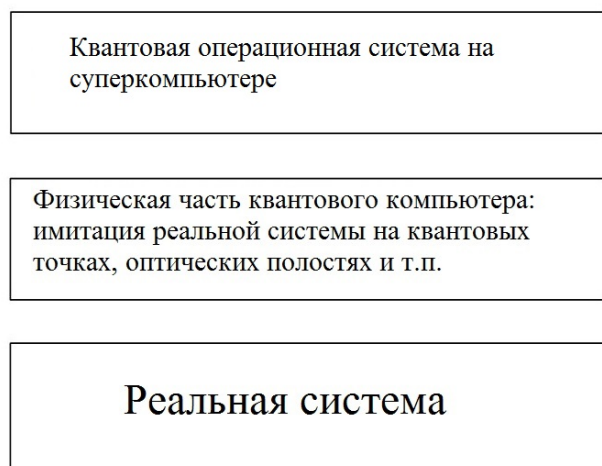 Квантовая операционная система на
суперкомпьютере
Физическая часть квантового компьютера:
имитация реальной системы на квантовых
точках, оптических полостях и т.п.
Реальная система